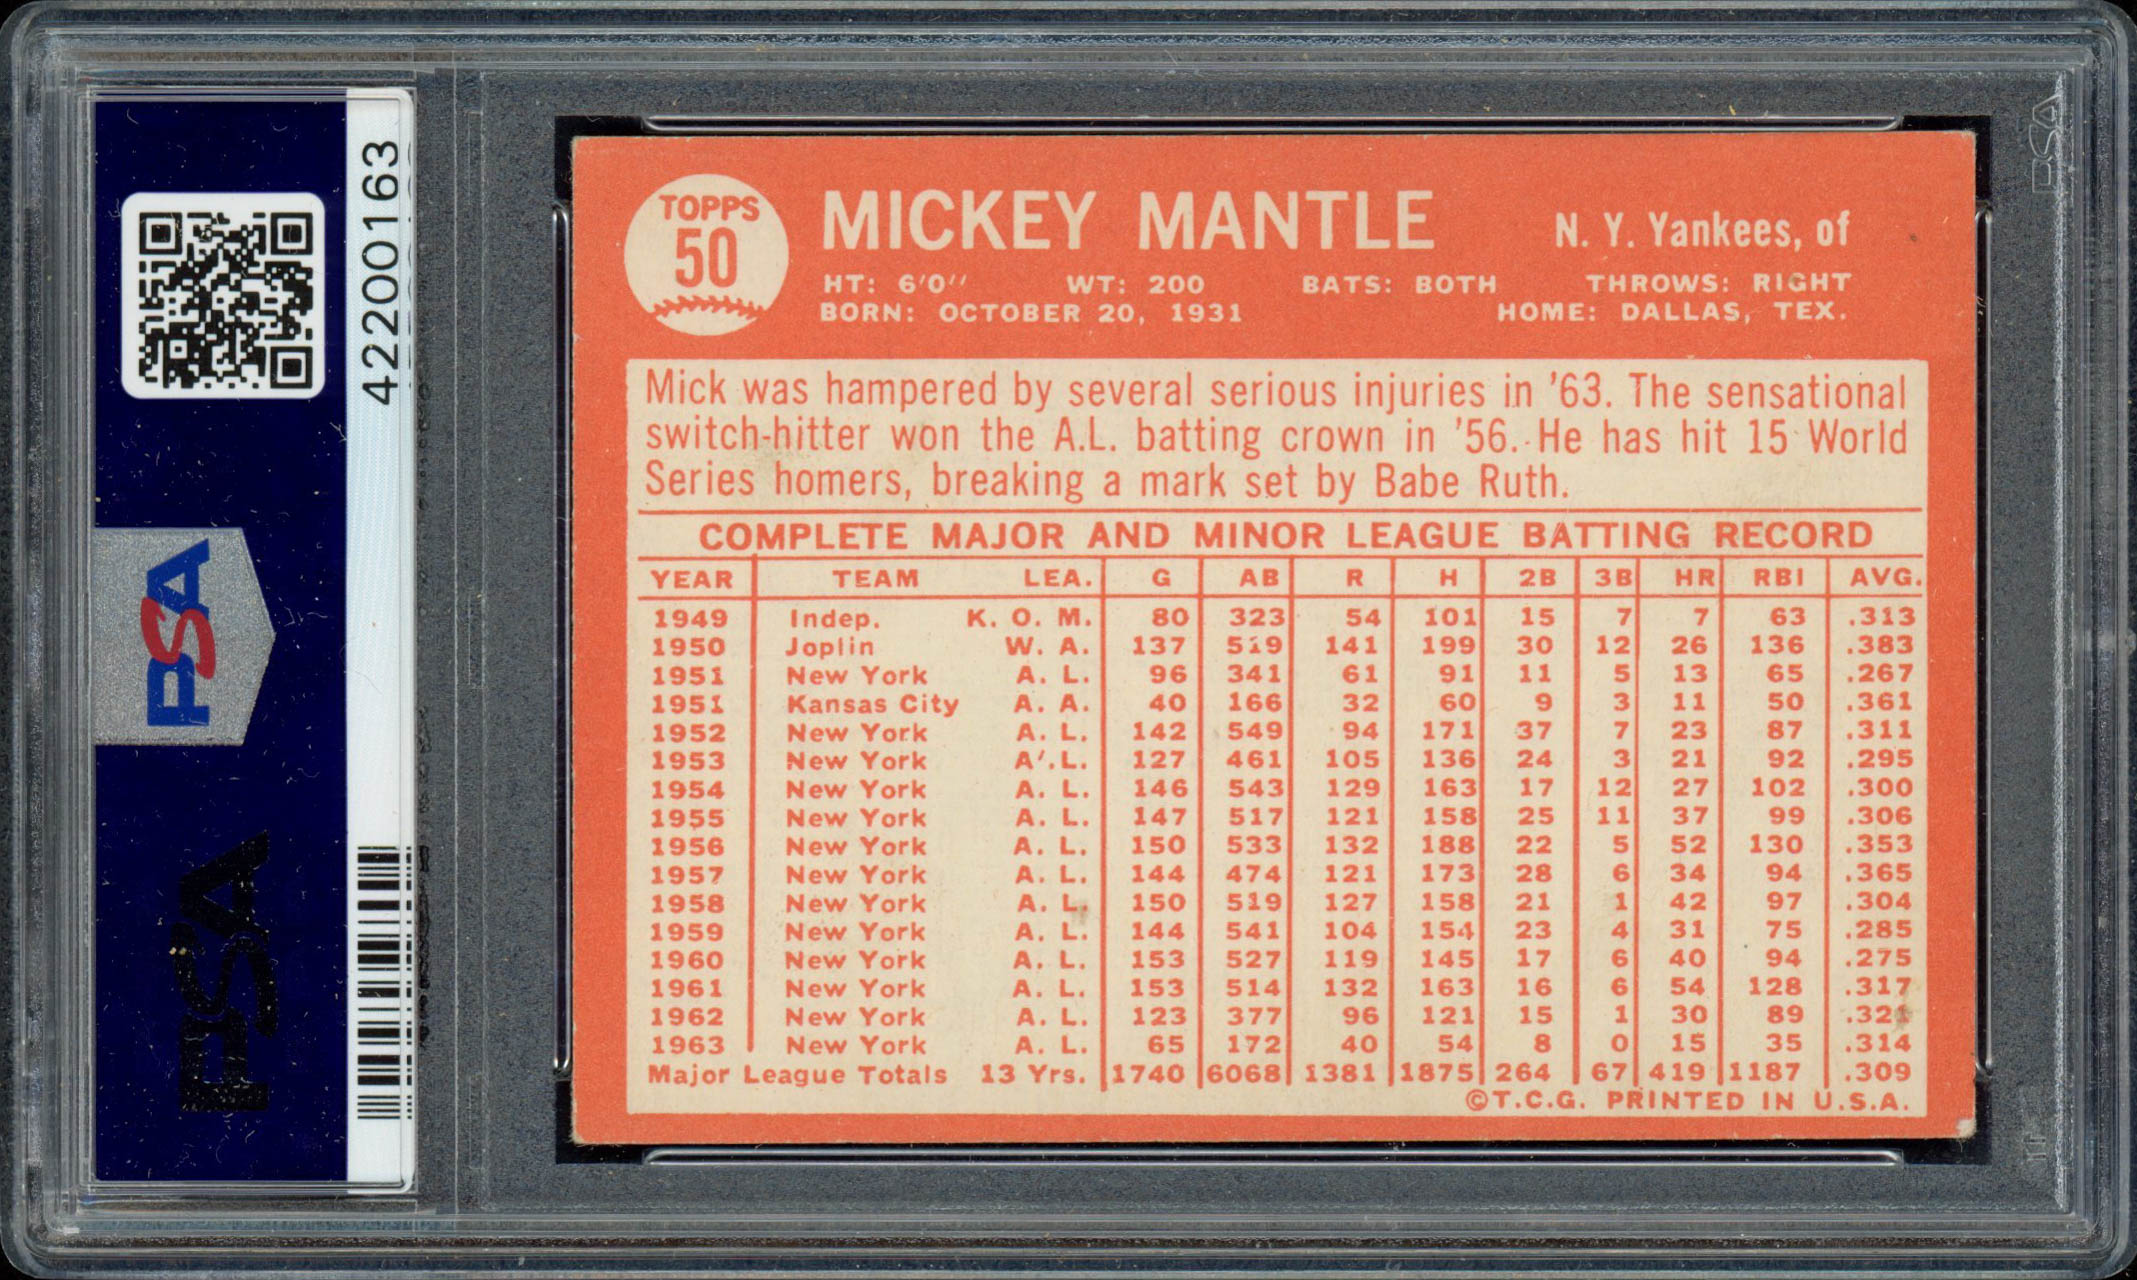 42200163
PSA
PSA
PSA
TOPPS
50
MICKEY MANTLE
N. Y. Yankees, of
HT: 6'0" WT: 200 BATS: BOTH THROWS: RIGHT
BORN: OCTOBER 20, 1931 HOME: DALLAS, TEX.
Mick was hampered by several serious injuries in '63. The sensational
switch-hitter won the A.L. batting crown in '56. He has hit 15 World
Series homers, breaking a mark set by Babe Ruth.
COMPLETE MAJOR AND MINOR LEAGUE BATTING RECORD
YEAR TEAM LEA. G AB R H 2B 3B HR RBI AVG.
1949 Indep. K. O. M. 80 323 54 101 15 7 7 63 .313
1950 Joplin W. A. 137 519 141 199 30 12 26 136 .383
1951 New York A. L. 96 341 61 91 11 5 13 65 .267
1951 Kansas City A. A. 40 166 32 60 9 3 11 50 .361
1952 New York A. L. 142 549 94 171 37 7 23 87 .311
1953 New York A. L. 127 461 105 136 24 3 21 92 .295
1954 New York A. L. 146 543 129 163 17 12 27 102 .300
1955 New York A. L. 147 517 121 158 25 11 37 99 .306
1956 New York A. L. 150 533 132 188 22 5 52 130 .353
1957 New York A. L. 144 474 121 173 28 6 34 94 .365
1958 New York A. L. 150 519 127 158 21 1 42 97 .304
1959 New York A. L. 144 541 104 154 23 4 31 75 .285
1960 New York A. L. 153 527 119 145 17 6 40 94 .275
1961 New York A. L. 153 514 132 163 16 6 54 128 .317
1962 New York A. L. 123 377 96 121 15 1 30 89 .321
1963 New York A. L. 65 172 40 54 8 0 15 35 .314
Major League Totals 13 Yrs. 1740 6068 1381 1875 264 67 419 1187 .309
©T.C.G. PRINTED IN U.S.A.